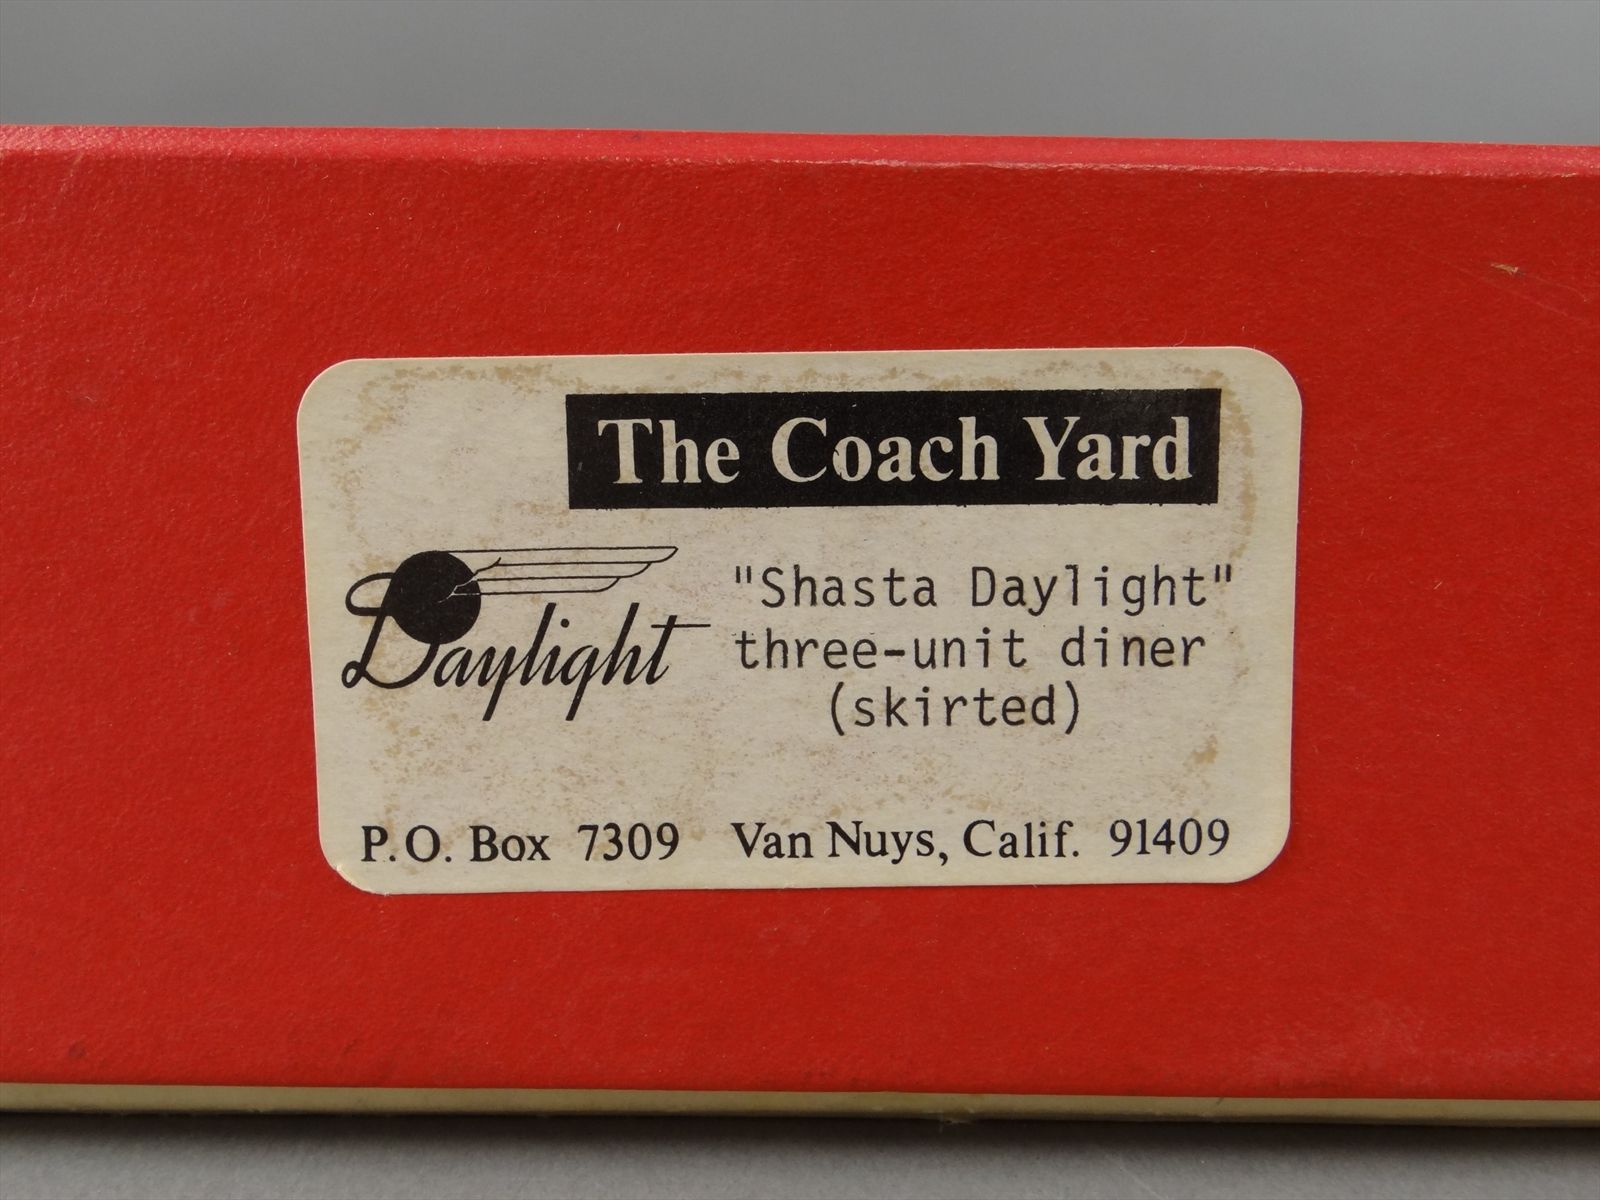 The Coach Yard
Daylight
"Shasta Daylight"
three-unit diner
(skirted)
P.O. Box 7309 Van Nuys, Calif. 91409